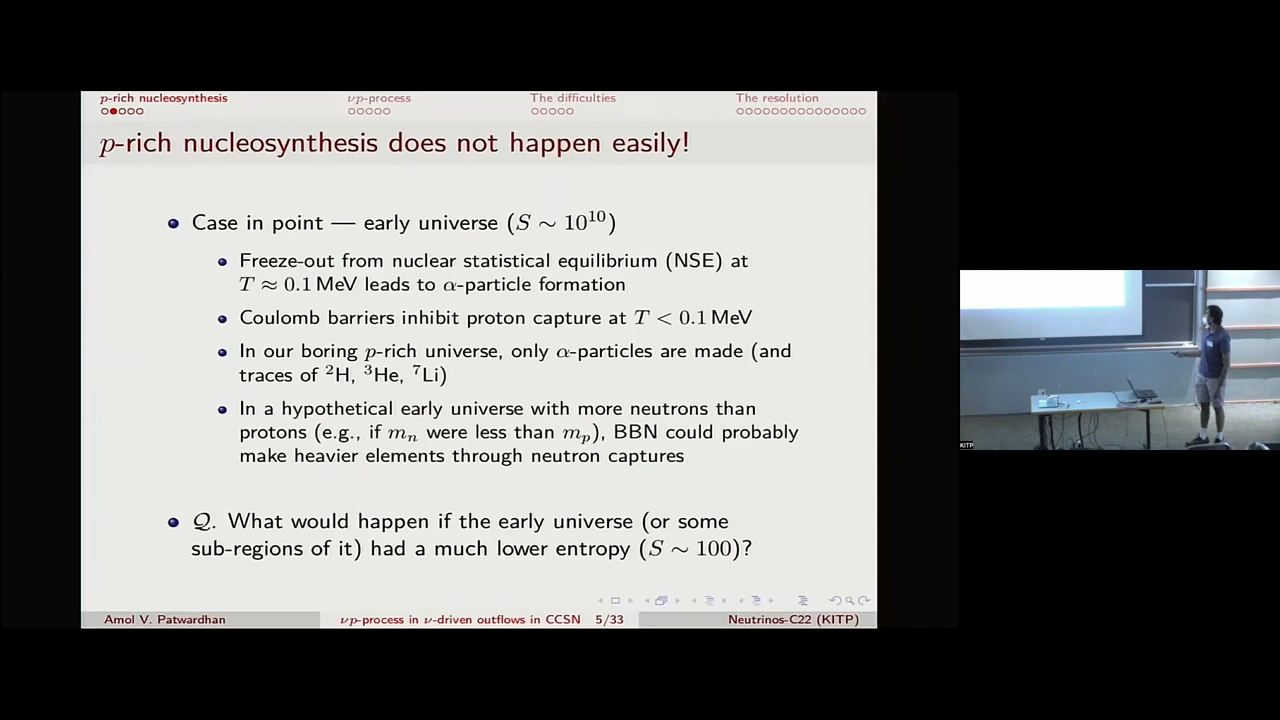 p-rich nucleosynthesis
νp-process
The difficulties
The resolution
p-rich nucleosynthesis does not happen easily!
Case in point — early universe (S ∼ 10^10)
Freeze-out from nuclear statistical equilibrium (NSE) at
T ≈ 0.1 MeV leads to α-particle formation
Coulomb barriers inhibit proton capture at T < 0.1 MeV
In our boring p-rich universe, only α-particles are made (and
traces of ²H, ³He, ⁷Li)
In a hypothetical early universe with more neutrons than
protons (e.g., if m_n were less than m_p), BBN could probably
make heavier elements through neutron captures
Q. What would happen if the early universe (or some
sub-regions of it) had a much lower entropy (S ∼ 100)?
Amol V. Patwardhan
νp-process in ν-driven outflows in CCSN 5/33
Neutrinos-C22 (KITP)
KITP